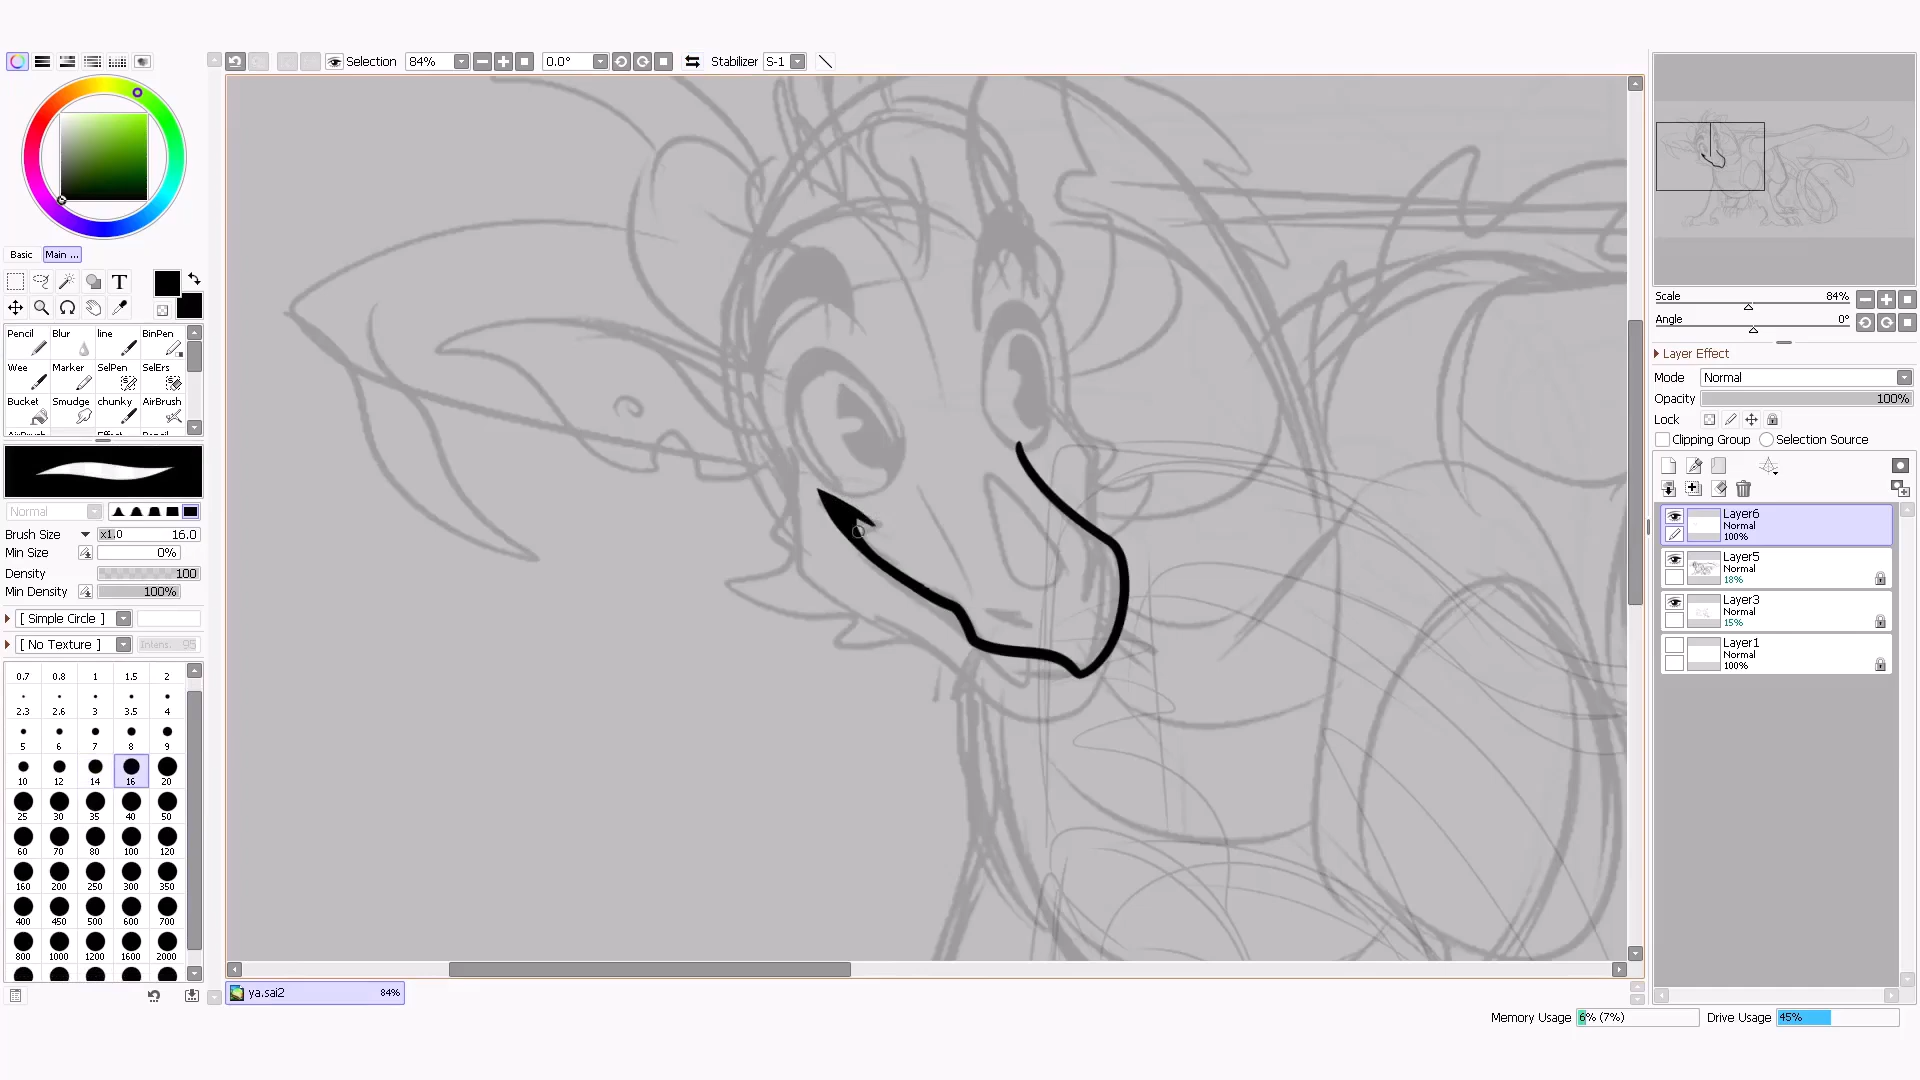 Selection 84% 0.0° Stabilizer S-1
Basic Main ...
T
Pencil Blur line BinPen
Wee Marker SelPen SelErs
Bucket Smudge chunky AirBrush
Normal
Brush Size x1.0 16.0
Min Size 0%
Density 100
Min Density 100%
[ Simple Circle ]
[ No Texture ] Intens. 95
0.7 0.8 1 1.5 2
2.3 2.6 3 3.5 4
5 6 7 8 9
10 12 14 16 20
25 30 35 40 50
60 70 80 100 120
160 200 250 300 350
400 450 500 600 700
800 1000 1200 1600 2000
ya.sai2 84%
Scale 84%
Angle 0°
Layer Effect
Mode Normal
Opacity 100%
Lock
Clipping Group Selection Source
Layer6
Normal
100%
Layer5
Normal
18%
Layer3
Normal
15%
Layer1
Normal
100%
Memory Usage 6% (7%) Drive Usage 45%